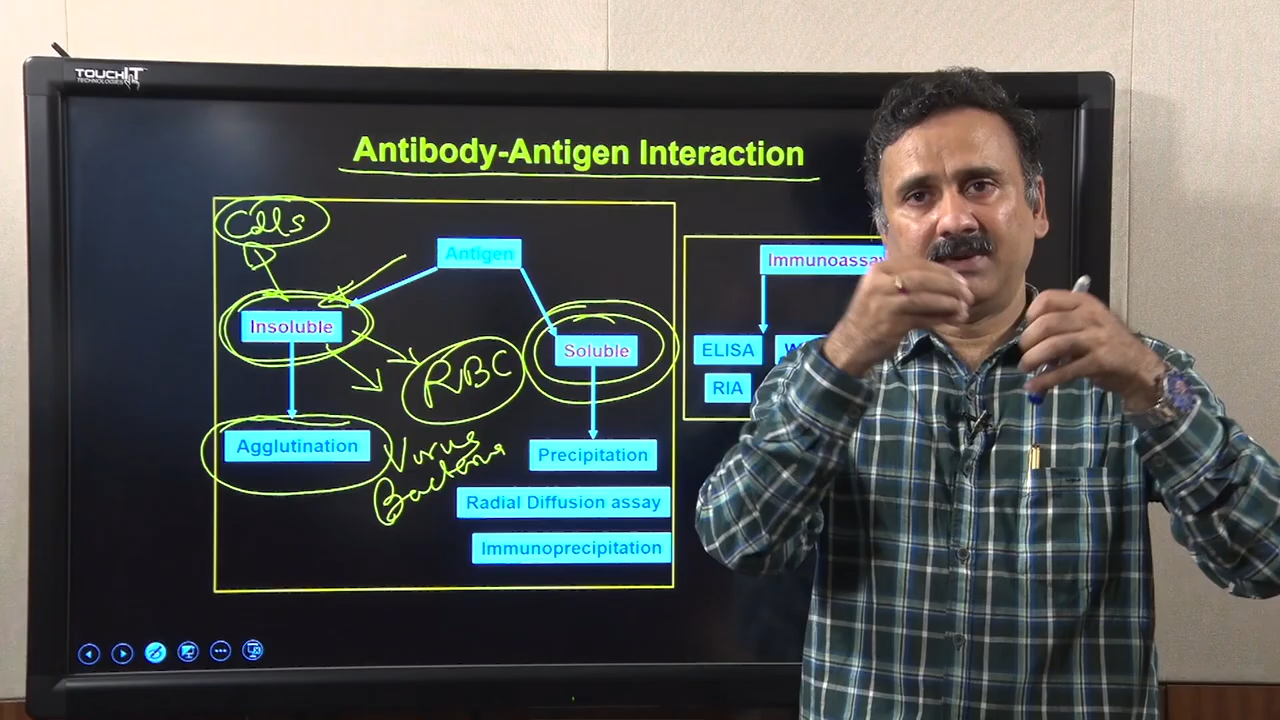 TOUCHIT
TECHNOLOGIES
Antibody-Antigen Interaction
Cells
Antigen
Insoluble
RBC
Soluble
Agglutination
Virus
Bacteria
Precipitation
Radial Diffusion assay
Immunoprecipitation
Immunoassay
ELISA
RIA